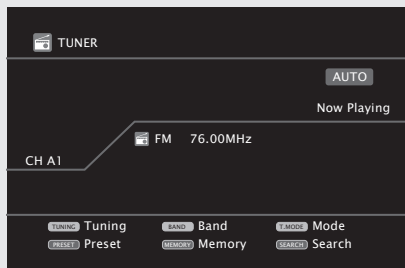 TUNER
AUTO
Now Playing
FM 76.00MHz
CH A1
TUNING Tuning BAND Band T.MODE Mode
PRESET Preset MEMORY Memory SEARCH Search